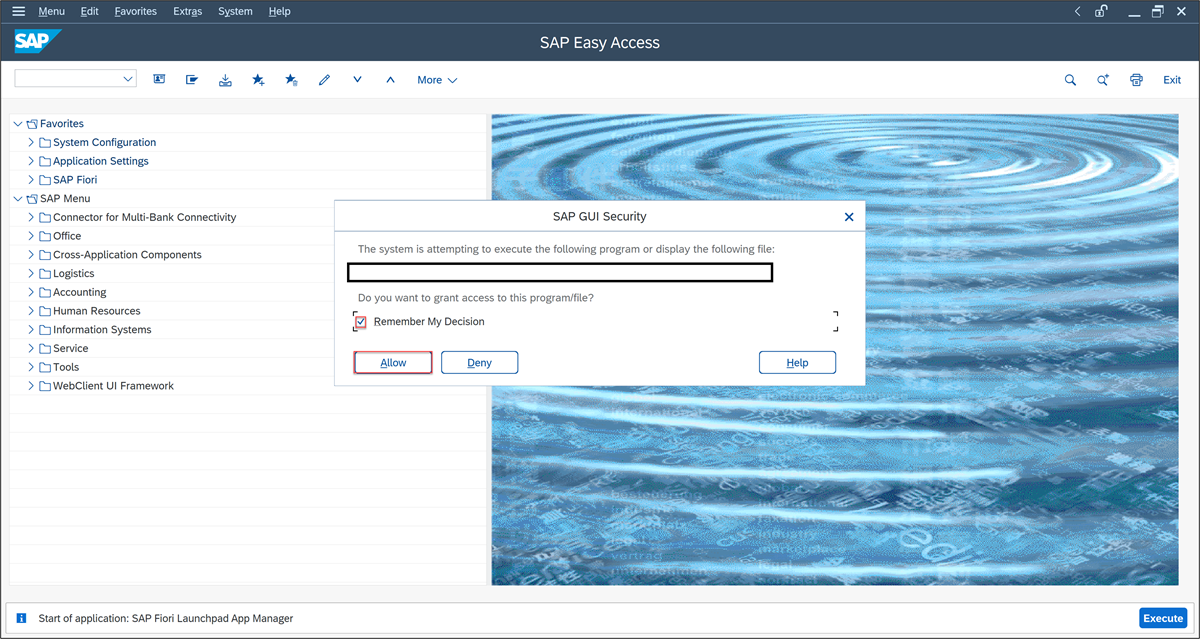 Menu Edit Favorites Extras System Help
SAP SAP Easy Access
More Exit
Favorites
System Configuration
Application Settings
SAP Fiori
SAP Menu
Connector for Multi-Bank Connectivity
Office
Cross-Application Components
Logistics
Accounting
Human Resources
Information Systems
Service
Tools
WebClient UI Framework
SAP GUI Security
The system is attempting to execute the following program or display the following file:
Do you want to grant access to this program/file?
Remember My Decision
Allow Deny Help
vertrag
marketplace
Start of application: SAP Fiori Launchpad App Manager Execute